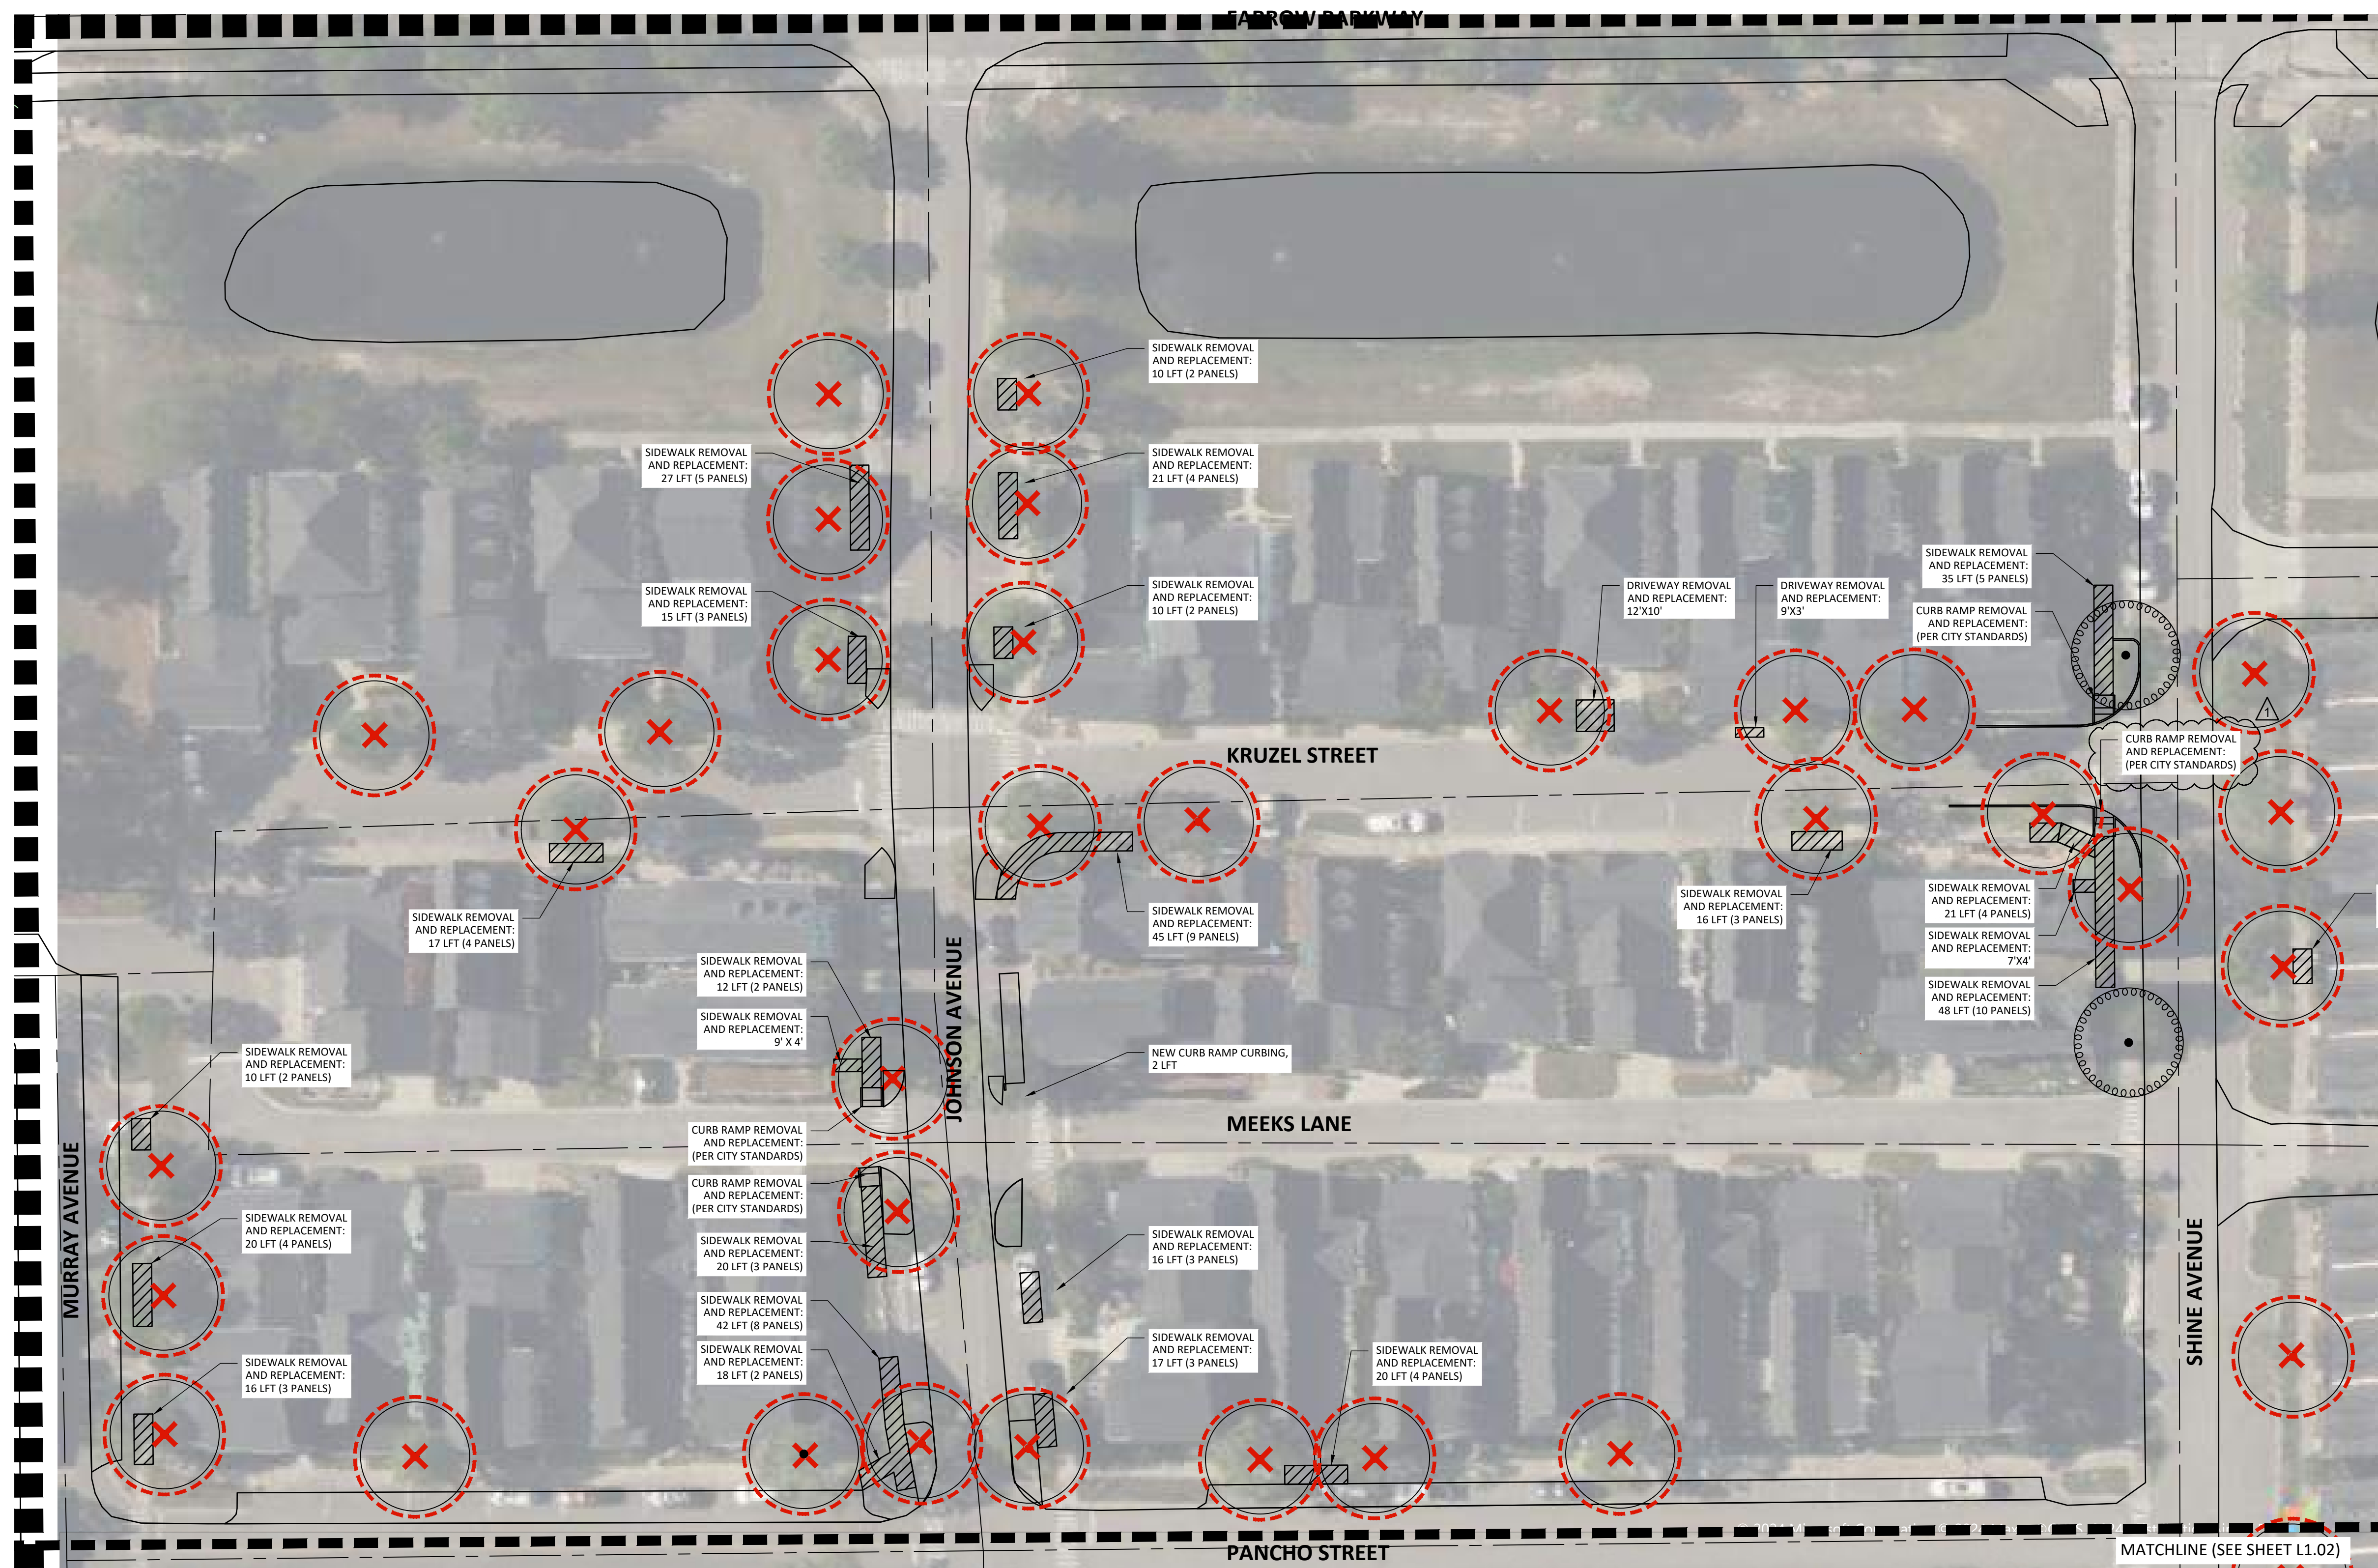 FARROW PARKWAY
SIDEWALK REMOVAL
AND REPLACEMENT:
10 LFT (2 PANELS)
SIDEWALK REMOVAL
AND REPLACEMENT:
27 LFT (5 PANELS)
SIDEWALK REMOVAL
AND REPLACEMENT:
21 LFT (4 PANELS)
SIDEWALK REMOVAL
AND REPLACEMENT:
15 LFT (3 PANELS)
SIDEWALK REMOVAL
AND REPLACEMENT:
10 LFT (2 PANELS)
DRIVEWAY REMOVAL
AND REPLACEMENT:
12'X10'
DRIVEWAY REMOVAL
AND REPLACEMENT:
9'X3'
SIDEWALK REMOVAL
AND REPLACEMENT:
35 LFT (5 PANELS)
CURB RAMP REMOVAL
AND REPLACEMENT:
(PER CITY STANDARDS)
1
CURB RAMP REMOVAL
AND REPLACEMENT:
(PER CITY STANDARDS)
KRUZEL STREET
SIDEWALK REMOVAL
AND REPLACEMENT:
17 LFT (4 PANELS)
SIDEWALK REMOVAL
AND REPLACEMENT:
45 LFT (9 PANELS)
SIDEWALK REMOVAL
AND REPLACEMENT:
16 LFT (3 PANELS)
SIDEWALK REMOVAL
AND REPLACEMENT:
21 LFT (4 PANELS)
SIDEWALK REMOVAL
AND REPLACEMENT:
7'X4'
SIDEWALK REMOVAL
AND REPLACEMENT:
48 LFT (10 PANELS)
SIDEWALK REMOVAL
AND REPLACEMENT:
12 LFT (2 PANELS)
SIDEWALK REMOVAL
AND REPLACEMENT:
9' X 4'
JOHNSON AVENUE
NEW CURB RAMP CURBING,
2 LFT
SIDEWALK REMOVAL
AND REPLACEMENT:
10 LFT (2 PANELS)
MEEKS LANE
CURB RAMP REMOVAL
AND REPLACEMENT:
(PER CITY STANDARDS)
CURB RAMP REMOVAL
AND REPLACEMENT:
(PER CITY STANDARDS)
MURRAY AVENUE
SIDEWALK REMOVAL
AND REPLACEMENT:
20 LFT (4 PANELS)
SIDEWALK REMOVAL
AND REPLACEMENT:
20 LFT (3 PANELS)
SIDEWALK REMOVAL
AND REPLACEMENT:
16 LFT (3 PANELS)
SHINE AVENUE
SIDEWALK REMOVAL
AND REPLACEMENT:
42 LFT (8 PANELS)
SIDEWALK REMOVAL
AND REPLACEMENT:
18 LFT (2 PANELS)
SIDEWALK REMOVAL
AND REPLACEMENT:
17 LFT (3 PANELS)
SIDEWALK REMOVAL
AND REPLACEMENT:
20 LFT (4 PANELS)
SIDEWALK REMOVAL
AND REPLACEMENT:
16 LFT (3 PANELS)
PANCHO STREET
MATCHLINE (SEE SHEET L1.02)